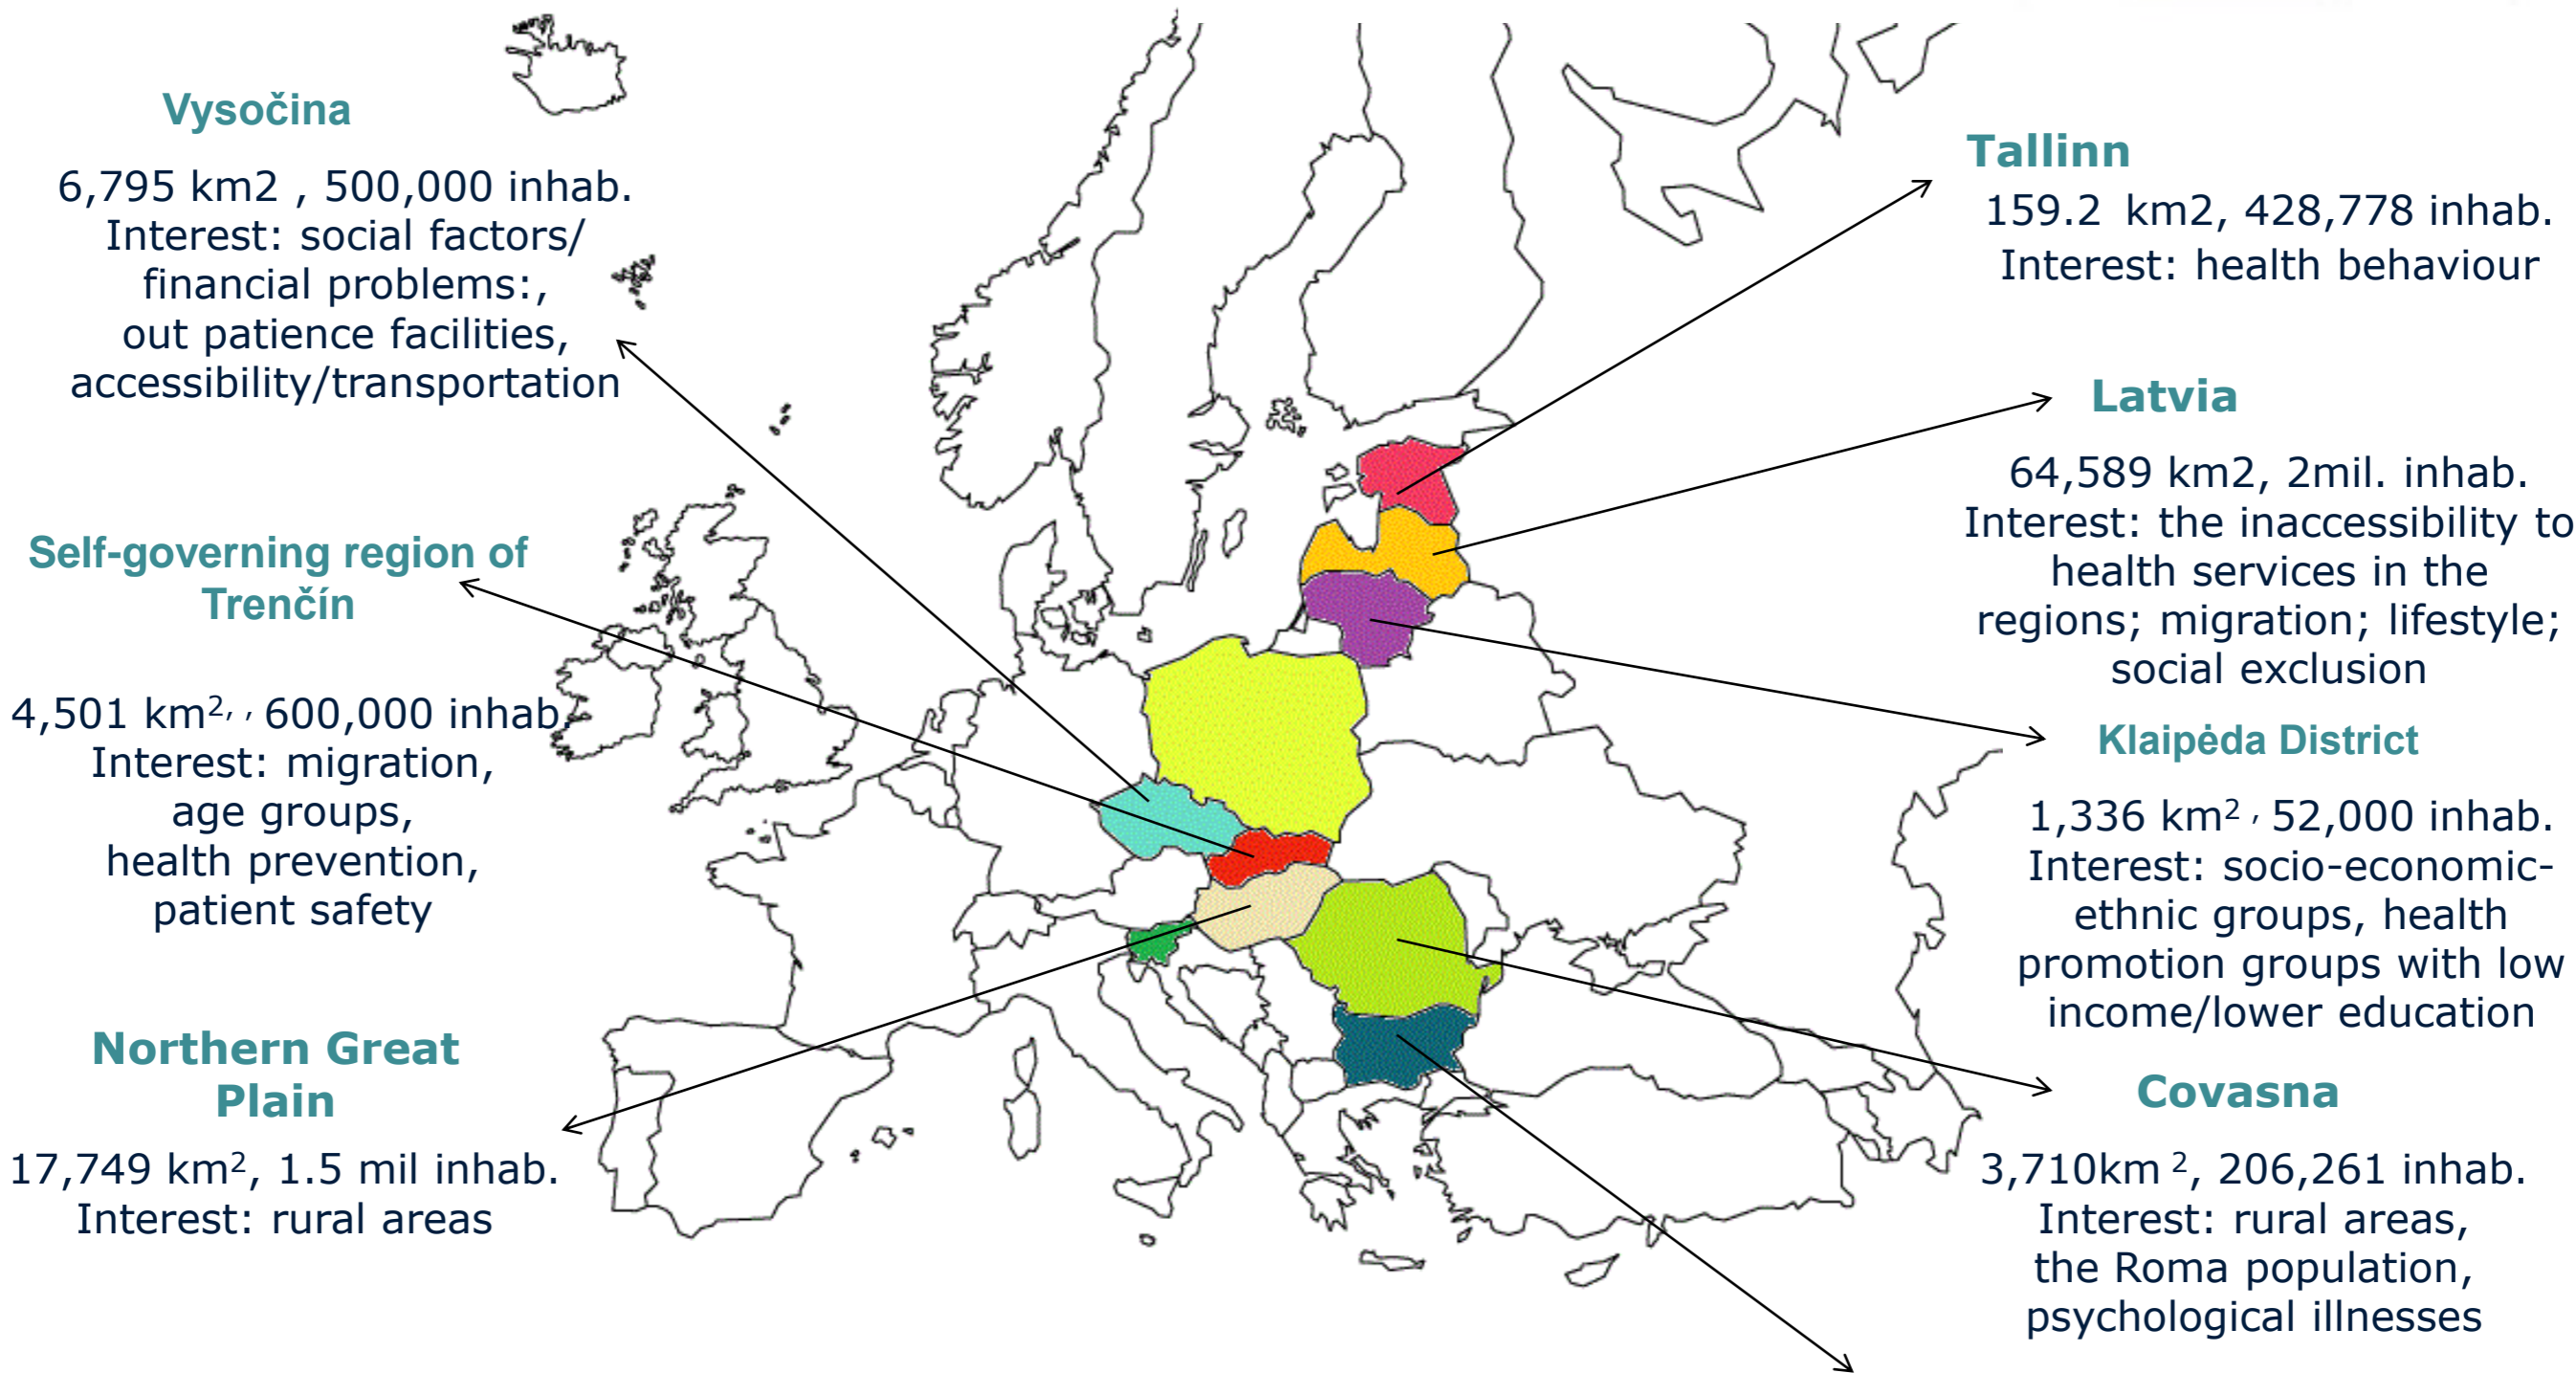 Vysočina
6,795 km2 , 500,000 inhab.
Interest: social factors/
financial problems:,
out patience facilities,
accessibility/transportation
Self-governing region of
Trenčín
4,501 km², , 600,000 inhab.
Interest: migration,
age groups,
health prevention,
patient safety
Northern Great
Plain
17,749 km², 1.5 mil inhab.
Interest: rural areas
Tallinn
159.2 km2, 428,778 inhab.
Interest: health behaviour
Latvia
64,589 km2, 2mil. inhab.
Interest: the inaccessibility to
health services in the
regions; migration; lifestyle;
social exclusion
Klaipėda District
1,336 km² , 52,000 inhab.
Interest: socio-economic-
ethnic groups, health
promotion groups with low
income/lower education
Covasna
3,710km ², 206,261 inhab.
Interest: rural areas,
the Roma population,
psychological illnesses